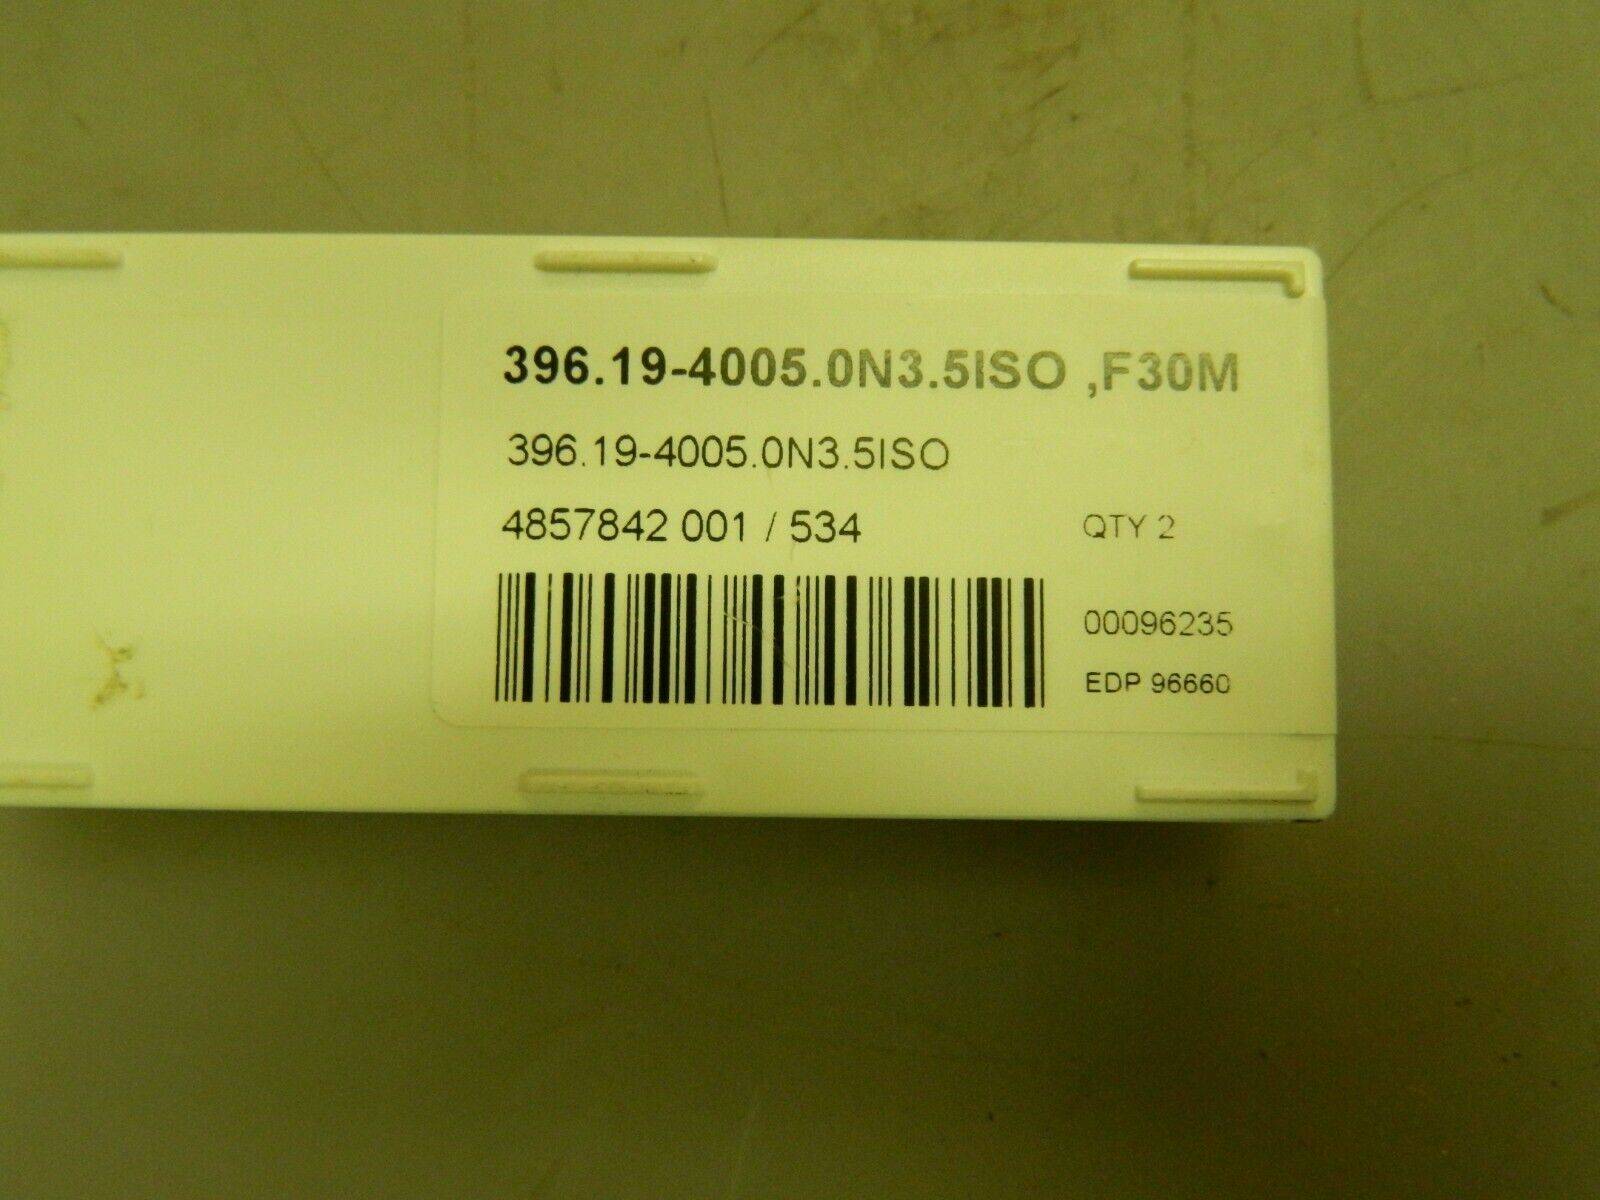 396.19-4005.0N3.5ISO ,F30M
396.19-4005.0N3.5ISO
4857842 001 / 534 QTY 2
00096235
EDP 96660